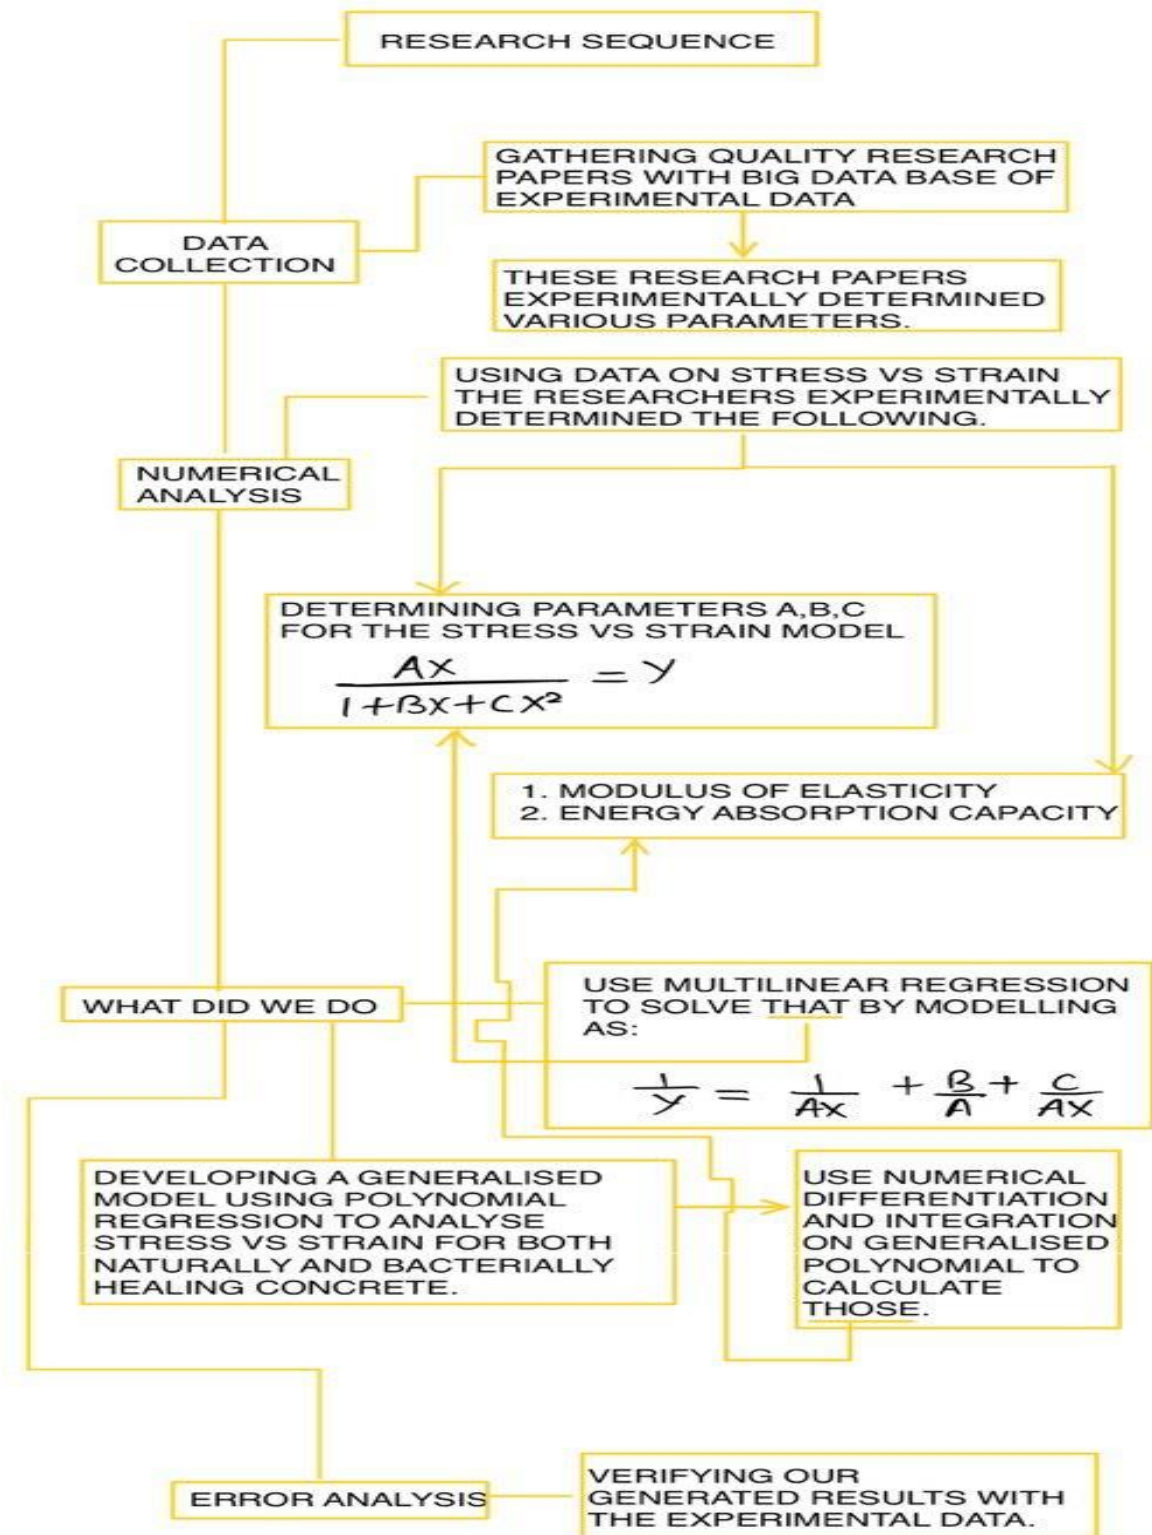 RESEARCH SEQUENCE
GATHERING QUALITY RESEARCH
PAPERS WITH BIG DATA BASE OF
EXPERIMENTAL DATA
DATA
COLLECTION
THESE RESEARCH PAPERS
EXPERIMENTALLY DETERMINED
VARIOUS PARAMETERS.
USING DATA ON STRESS VS STRAIN
THE RESEARCHERS EXPERIMENTALLY
DETERMINED THE FOLLOWING.
NUMERICAL
ANALYSIS
DETERMINING PARAMETERS A,B,C
FOR THE STRESS VS STRAIN MODEL
AX / (1+BX+CX²) = Y
1. MODULUS OF ELASTICITY
2. ENERGY ABSORPTION CAPACITY
WHAT DID WE DO
USE MULTILINEAR REGRESSION
TO SOLVE THAT BY MODELLING
AS:
1/Y = 1/AX + B/A + C/AX
DEVELOPING A GENERALISED
MODEL USING POLYNOMIAL
REGRESSION TO ANALYSE
STRESS VS STRAIN FOR BOTH
NATURALLY AND BACTERIALLY
HEALING CONCRETE.
USE NUMERICAL
DIFFERENTIATION
AND INTEGRATION
ON GENERALISED
POLYNOMIAL TO
CALCULATE
THOSE.
ERROR ANALYSIS
VERIFYING OUR
GENERATED RESULTS WITH
THE EXPERIMENTAL DATA.